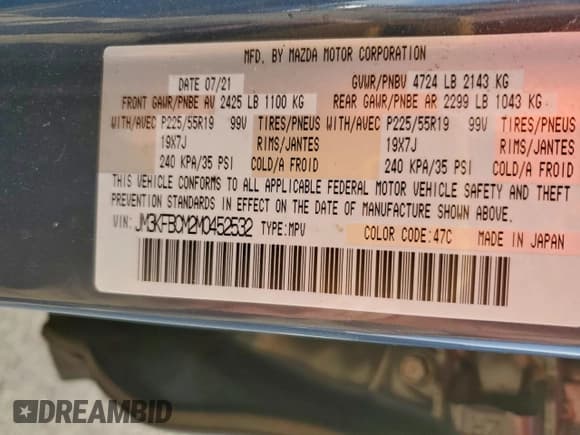 MFD. BY MAZDA MOTOR CORPORATION
DATE 07/21 GVWR/PNBV 4724 LB 2143 KG
FRONT GAWR/PNBE AV 2425 LB 1100 KG REAR GAWR/PNBE AR 2299 LB 1043 KG
WITH/AVEC P225/55R19 99V TIRES/PNEUS WITH/AVEC P225/55R19 99V TIRES/PNEUS
19X7J RIMS/JANTES 19X7J RIMS/JANTES
240 KPA/35 PSI COLD/A FROID 240 KPA/35 PSI COLD/A FROID
THIS VEHICLE CONFORMS TO ALL APPLICABLE FEDERAL MOTOR VEHICLE SAFETY AND THEFT
PREVENTION STANDARDS IN EFFECT ON THE DATE OF MANUFACTURE SHOWN ABOVE.
VIN: JM3KFBCM2M0452532 TYPE:MPV COLOR CODE:47C MADE IN JAPAN
DREAMBID